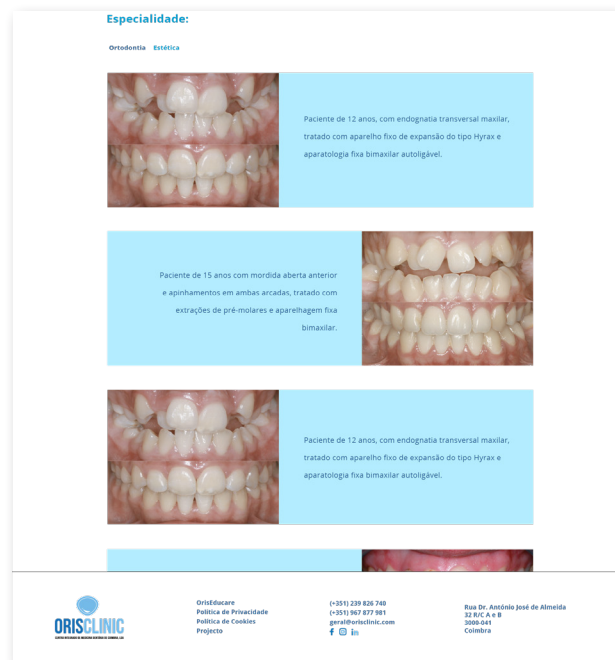 Especialidade:
Ortodontia Estética
Paciente de 12 anos, com endognatia transversal maxilar,
tratado com aparelho fixo de expansão do tipo Hyrax e
aparatologia fixa bimaxilar autoligável.
Paciente de 15 anos com mordida aberta anterior
e apinhamentos em ambas arcadas, tratado com
extrações de pré-molares e aparelhagem fixa
bimaxilar.
Paciente de 12 anos, com endognatia transversal maxilar,
tratado com aparelho fixo de expansão do tipo Hyrax e
aparatologia fixa bimaxilar autoligável.
ORISCLINIC
OrisEducare
Politica de Privacidade
Política de Cookies
Projecto
(+351) 239 826 740
(+351) 967 877 981
geral@orisclinic.com
Rua Dr. António José de Almeida
32 R/C A e B
3000-041
Coimbra